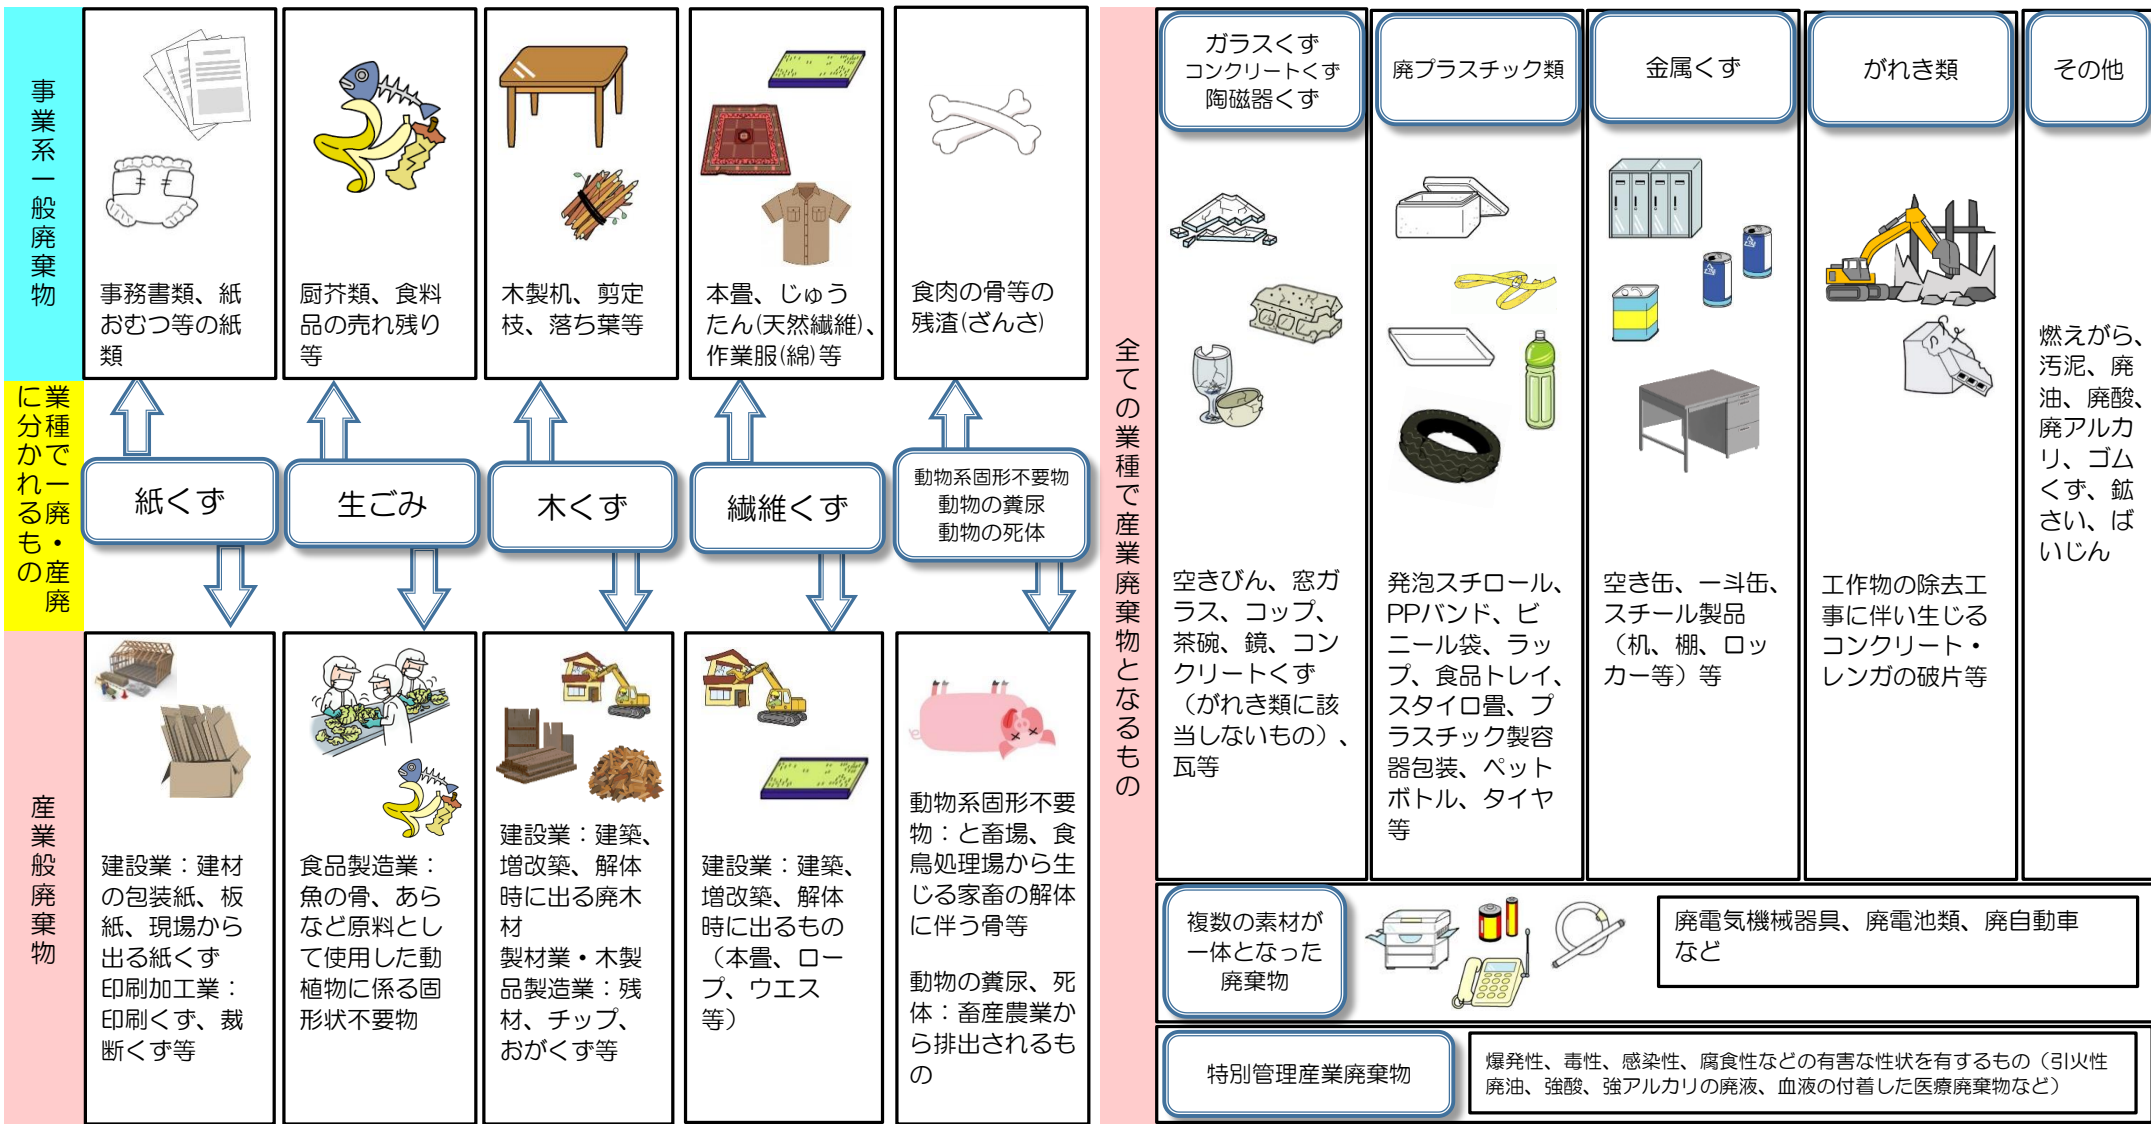 事業系一般廃棄物
事務書類、紙
おむつ等の紙
類
厨芥類、食料
品の売れ残り
等
木製机、剪定
枝、落ち葉等
本畳、じゅう
たん(天然繊維)、
作業服(綿)等
食肉の骨等の
残渣(ざんさ)
業種で一廃・産廃
に分かれるもの
紙くず
生ごみ
木くず
繊維くず
動物系固形不要物
動物の糞尿
動物の死体
産業般廃棄物
建設業：建材
の包装紙、板
紙、現場から
出る紙くず
印刷加工業：
印刷くず、裁
断くず等
食品製造業：
魚の骨、あら
など原料とし
て使用した動
植物に係る固
形状不要物
建設業：建築、
増改築、解体
時に出る廃木
材
製材業・木製
品製造業：残
材、チップ、
おがくず等
建設業：建築、
増改築、解体
時に出るもの
（本畳、ロー
プ、ウエス
等）
動物系固形不要
物：と畜場、食
鳥処理場から生
じる家畜の解体
に伴う骨等
動物の糞尿、死
体：畜産農業か
ら排出されるも
の
全ての業種で産業廃棄物となるもの
ガラスくず
コンクリートくず
陶磁器くず
空きびん、窓ガ
ラス、コップ、
茶碗、鏡、コン
クリートくず
（がれき類に該
当しないもの）、
瓦等
廃プラスチック類
発泡スチロール、
PPバンド、ビ
ニール袋、ラッ
プ、食品トレイ、
スタイロ畳、プ
ラスチック製容
器包装、ペット
ボトル、タイヤ
等
金属くず
空き缶、一斗缶、
スチール製品
（机、棚、ロッ
カー等）等
がれき類
工作物の除去工
事に伴い生じる
コンクリート・
レンガの破片等
その他
燃えがら、
汚泥、廃
油、廃酸、
廃アルカ
リ、ゴム
くず、鉱
さい、ば
いじん
複数の素材が
一体となった
廃棄物
廃電気機械器具、廃電池類、廃自動車
など
特別管理産業廃棄物
爆発性、毒性、感染性、腐食性などの有害な性状を有するもの（引火性
廃油、強酸、強アルカリの廃液、血液の付着した医療廃棄物など）